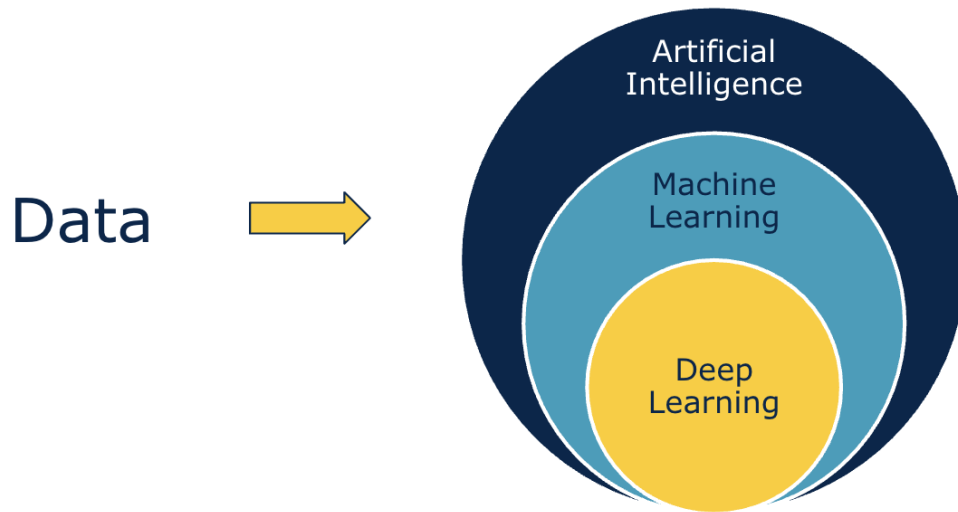 Data
Artificial
Intelligence
Machine
Learning
Deep
Learning